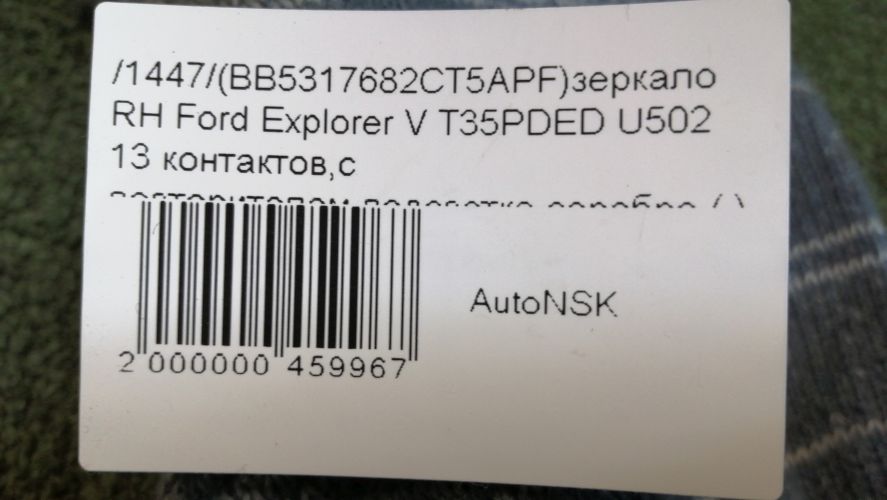 /1447/(BB5317682CT5APF)зеркало
RH Ford Explorer V T35PDED U502
13 контактов,с
AutoNSK
2 000000 459967